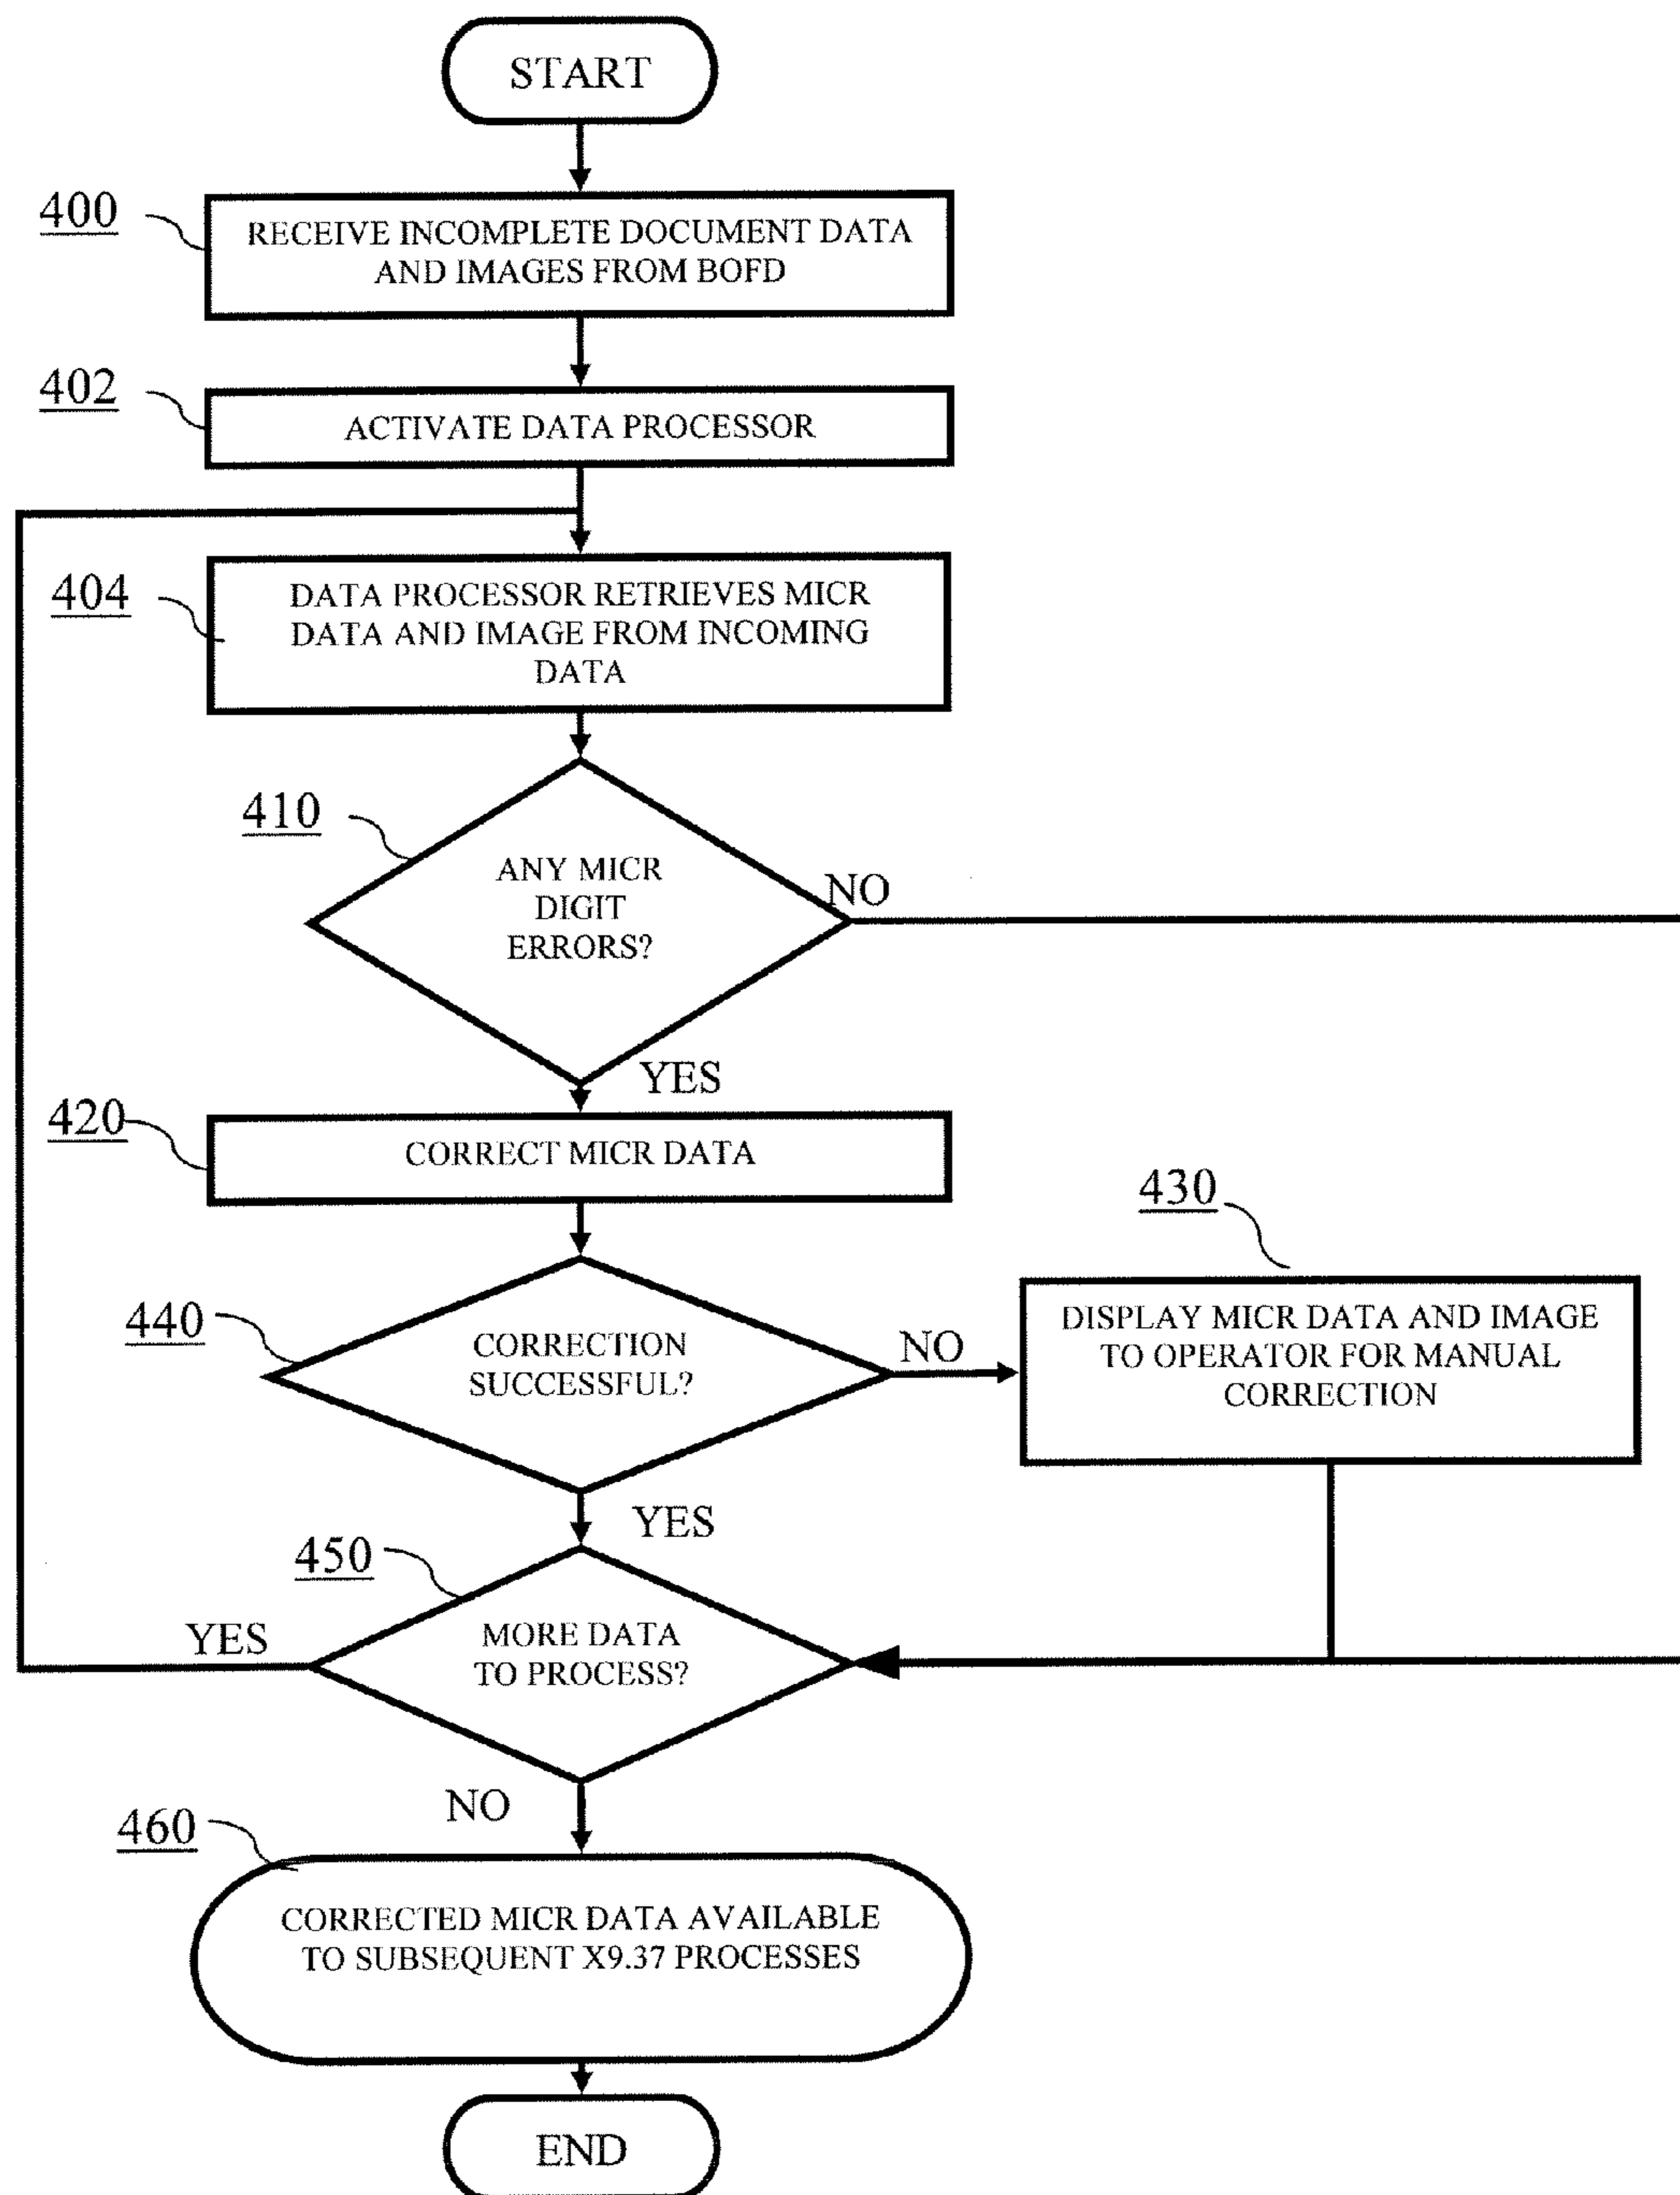 START
400
RECEIVE INCOMPLETE DOCUMENT DATA
AND IMAGES FROM BOFD
402
ACTIVATE DATA PROCESSOR
404
DATA PROCESSOR RETRIEVES MICR
DATA AND IMAGE FROM INCOMING
DATA
410
ANY MICR
DIGIT
ERRORS?
NO
YES
420
CORRECT MICR DATA
430
DISPLAY MICR DATA AND IMAGE
TO OPERATOR FOR MANUAL
CORRECTION
440
CORRECTION
SUCCESSFUL?
NO
YES
450
MORE DATA
TO PROCESS?
YES
NO
460
CORRECTED MICR DATA AVAILABLE
TO SUBSEQUENT X9.37 PROCESSES
END